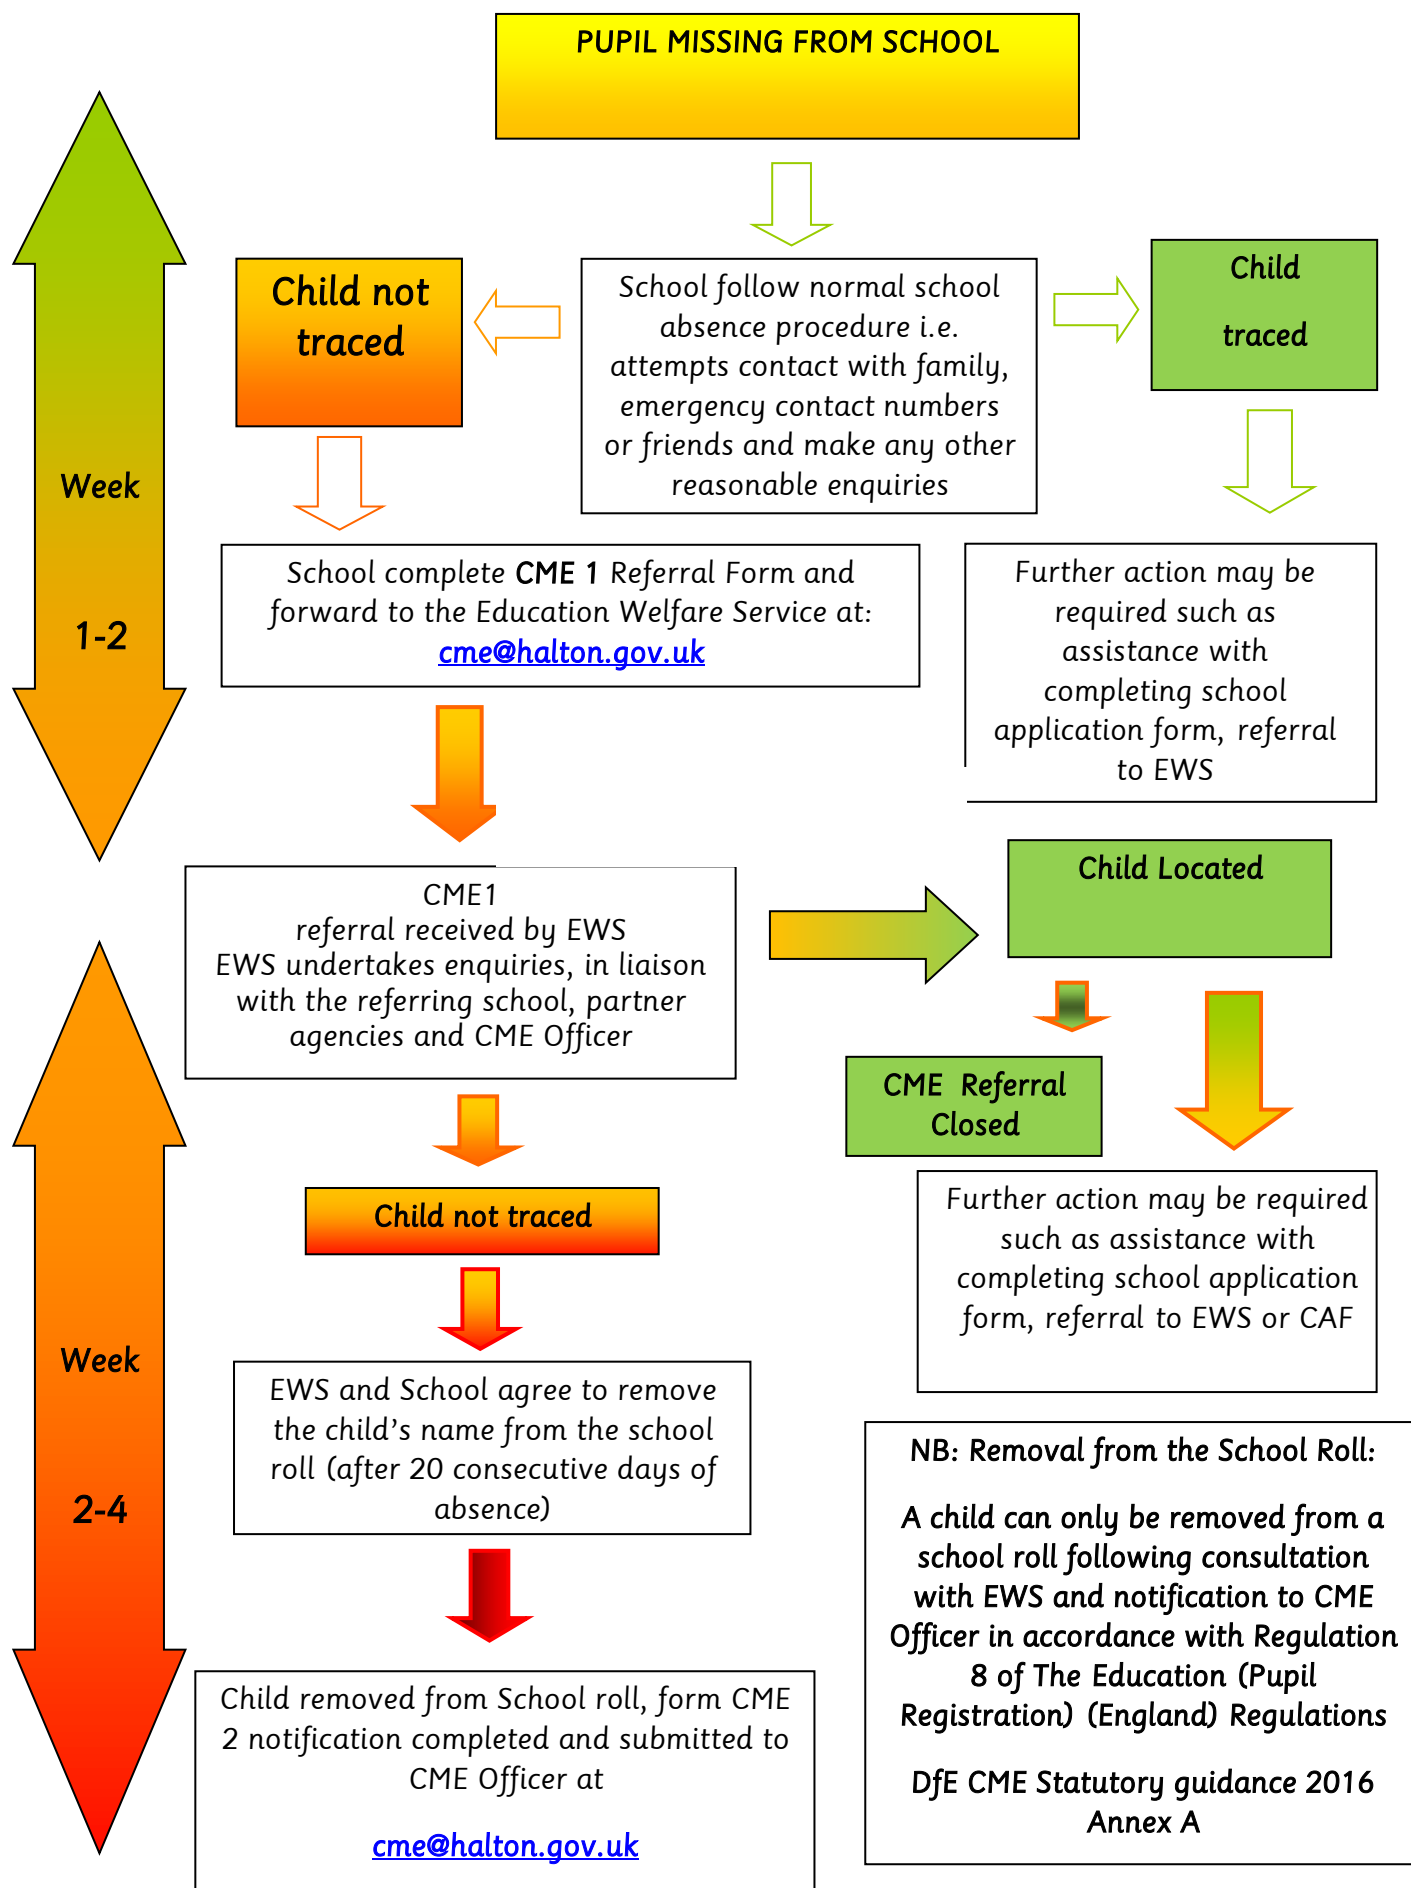 PUPIL MISSING FROM SCHOOL
Child not
traced
School follow normal school
absence procedure i.e.
attempts contact with family,
emergency contact numbers
or friends and make any other
reasonable enquiries
Child
traced
Week
1-2
School complete CME 1 Referral Form and
forward to the Education Welfare Service at:
cme@halton.gov.uk
Further action may be
required such as
assistance with
completing school
application form, referral
to EWS
CME1
referral received by EWS
EWS undertakes enquiries, in liaison
with the referring school, partner
agencies and CME Officer
Child Located
CME  Referral
Closed
Child not traced
Further action may be required
such as assistance with
completing school application
form, referral to EWS or CAF
Week
2-4
EWS and School agree to remove
the child’s name from the school
roll (after 20 consecutive days of
absence)
NB: Removal from the School Roll:
A child can only be removed from a
school roll following consultation
with EWS and notification to CME
Officer in accordance with Regulation
8 of The Education (Pupil
Registration) (England) Regulations
DfE CME Statutory guidance 2016
Annex A
Child removed from School roll, form CME
2 notification completed and submitted to
CME Officer at
cme@halton.gov.uk